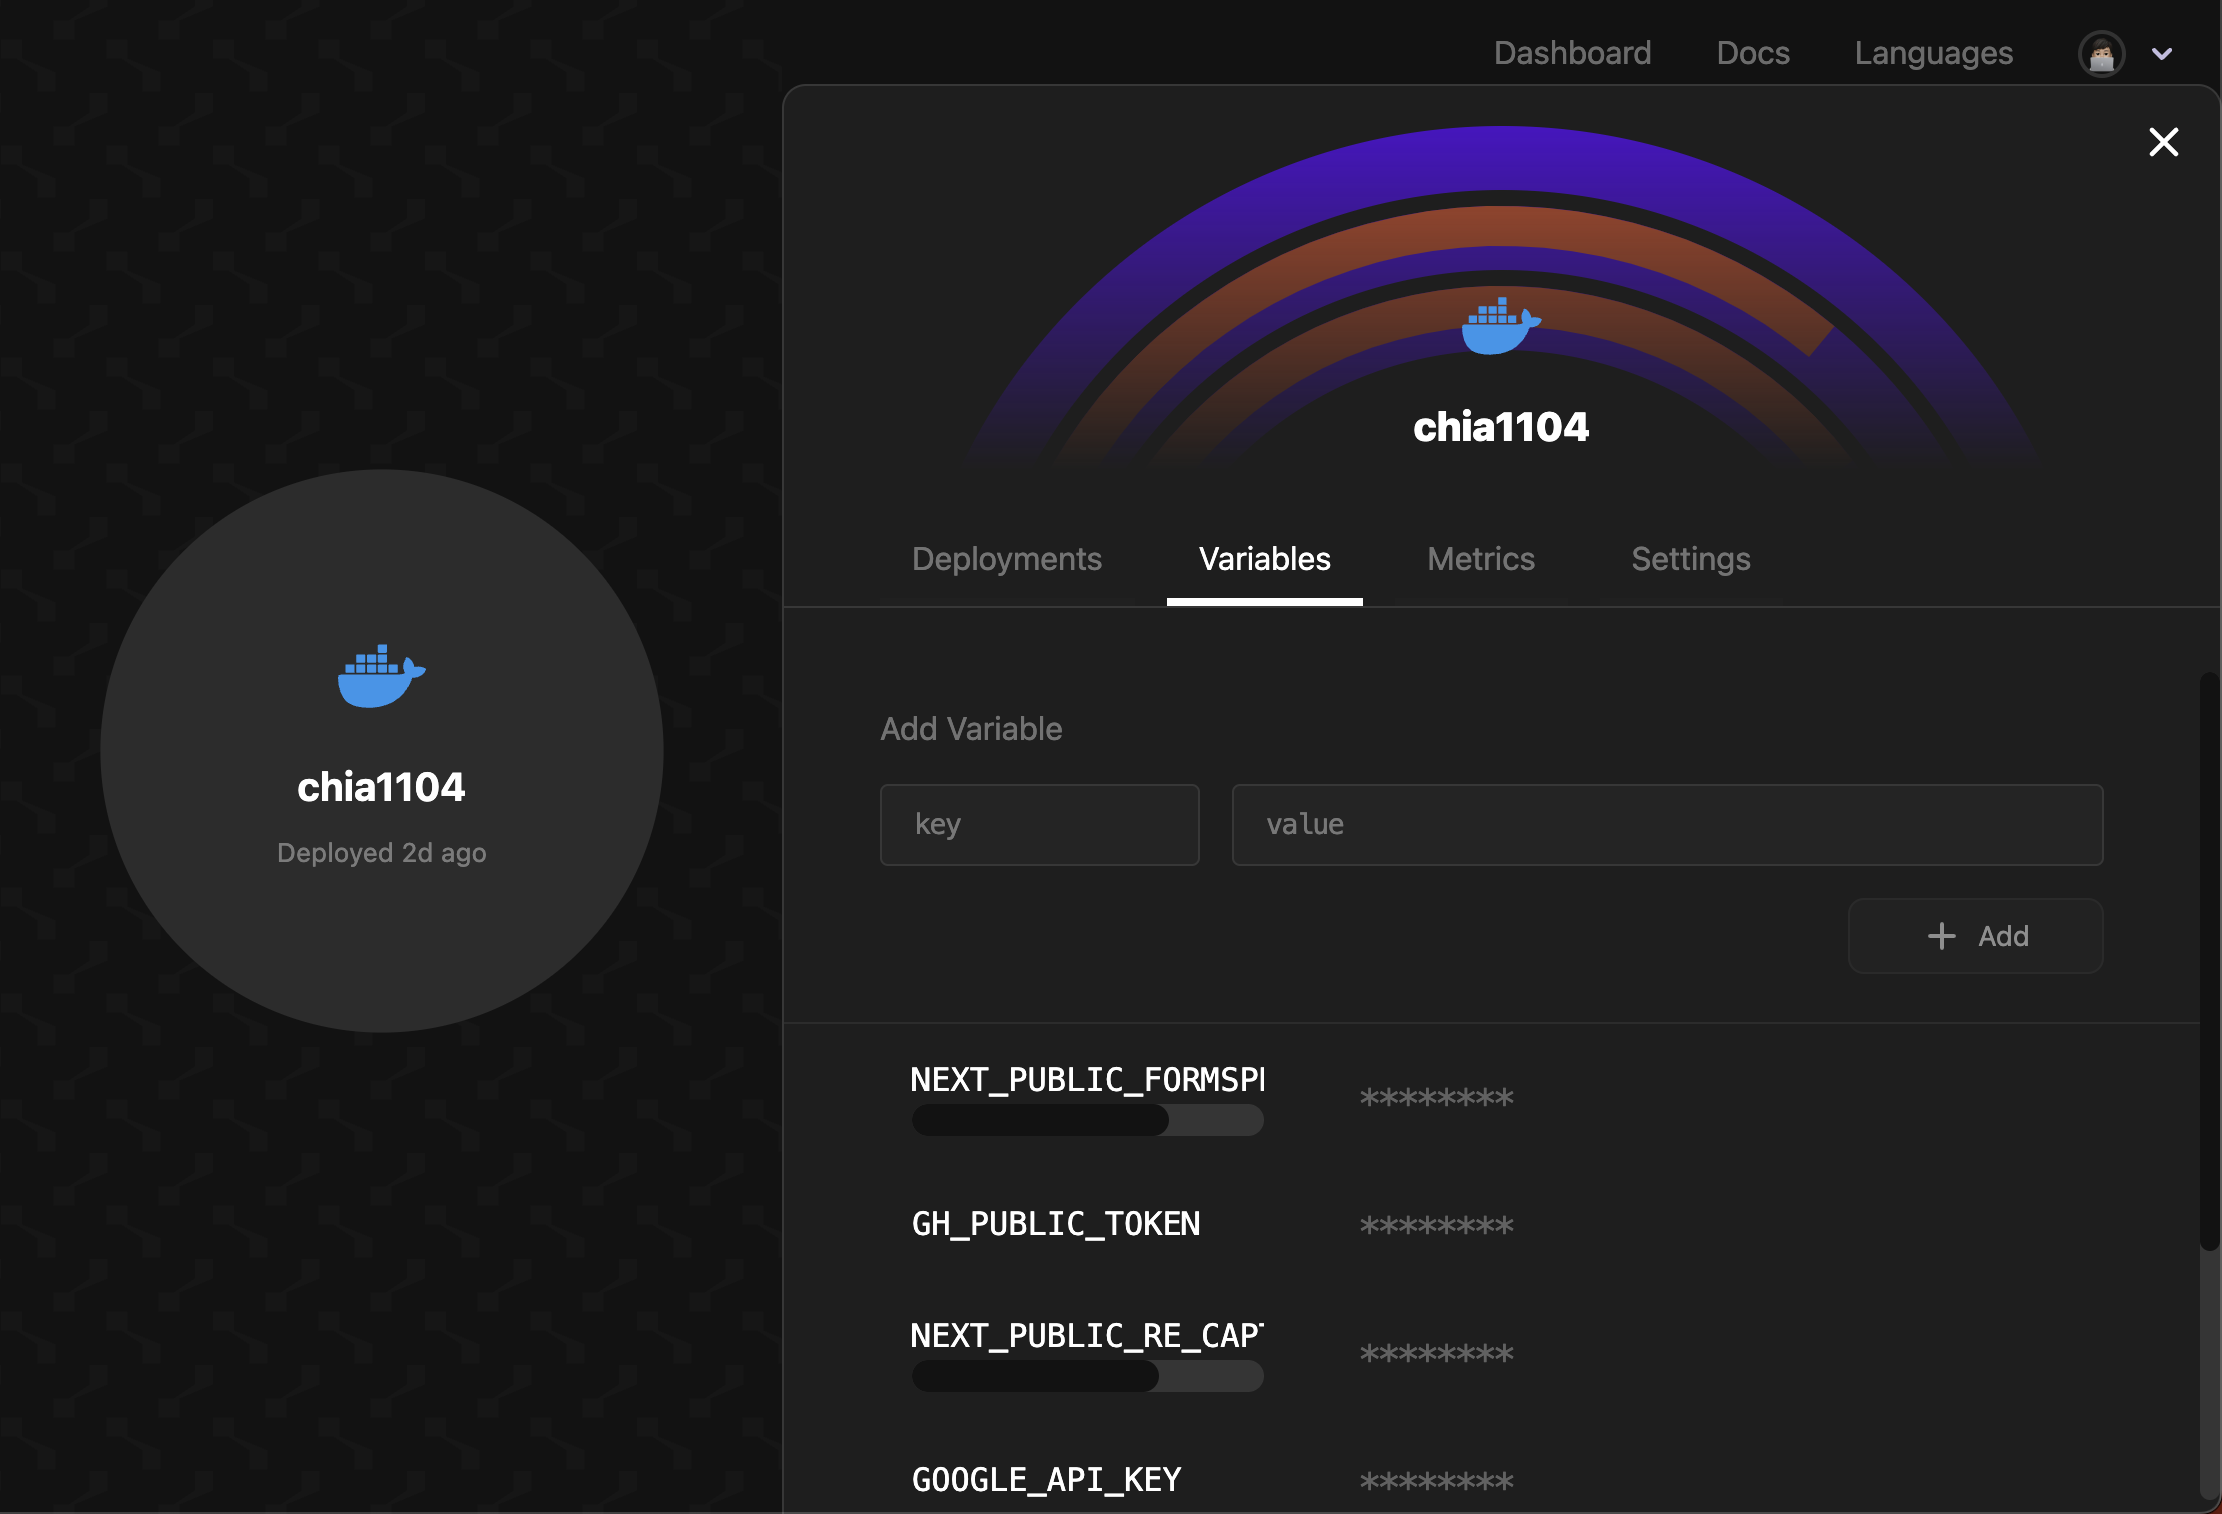 Dashboard Docs Languages
chia1104
Deployments Variables Metrics Settings
chia1104
Deployed 2d ago
Add Variable
key value
Add
NEXT_PUBLIC_FORMSP ********
GH_PUBLIC_TOKEN ********
NEXT_PUBLIC_RE_CAP ********
GOOGLE_API_KEY ********